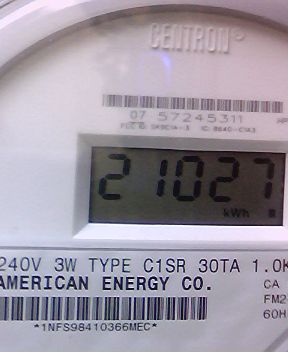 CENTRON®
07 57245311
21027
kWh
240V 3W TYPE C1SR 30TA 1.0K
AMERICAN ENERGY CO. CA
FM2
60H
*1NFS98410366MEC*